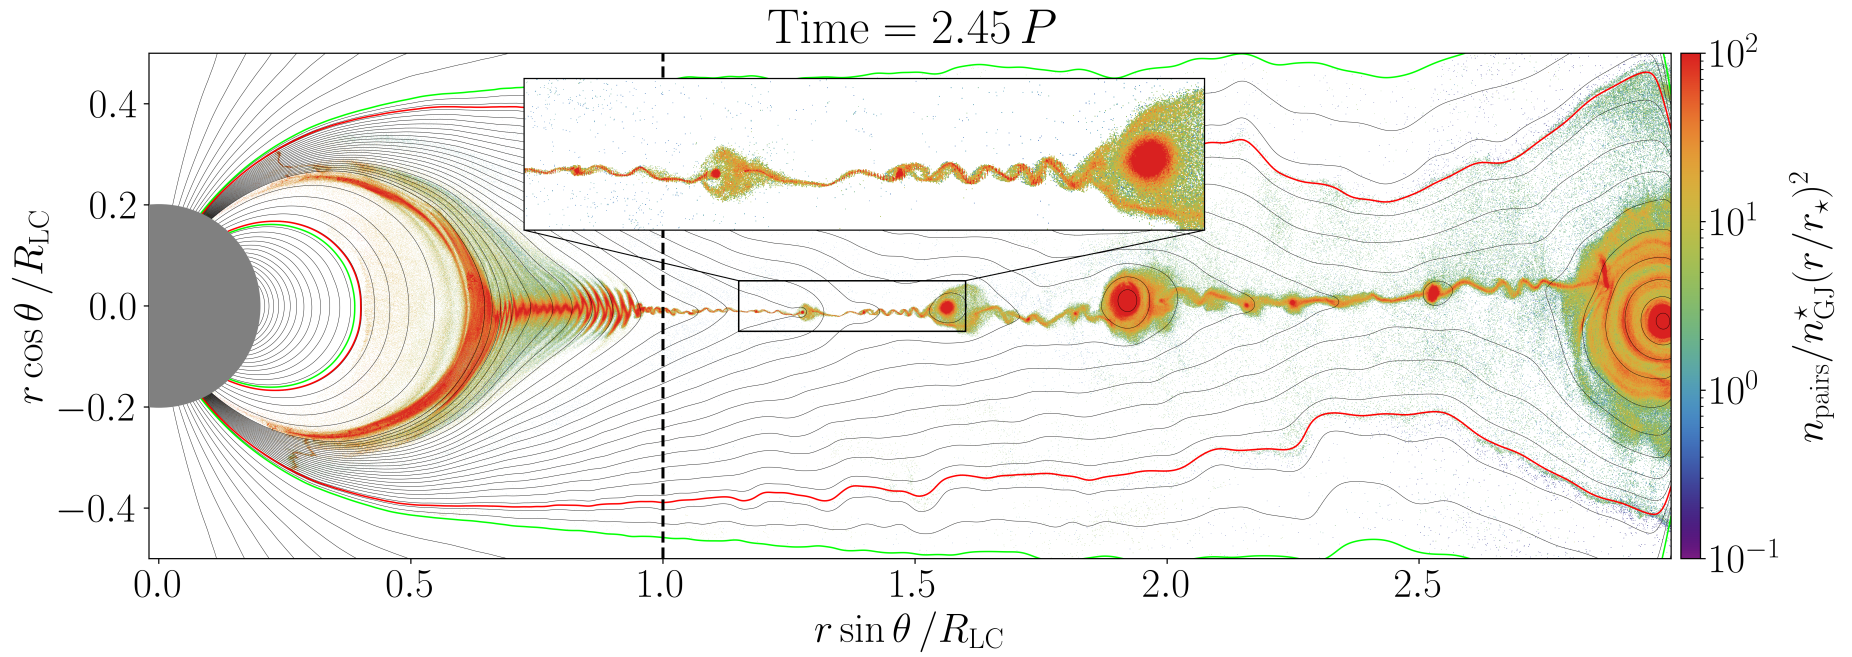 Time = 2.45 P
r cos θ / R_LC
0.4
0.2
0.0
−0.2
−0.4
0.0 0.5 1.0 1.5 2.0 2.5
r sin θ / R_LC
10^2
10^1
10^0
10^−1
n_pairs/n^⋆_GJ (r/r_⋆)^2